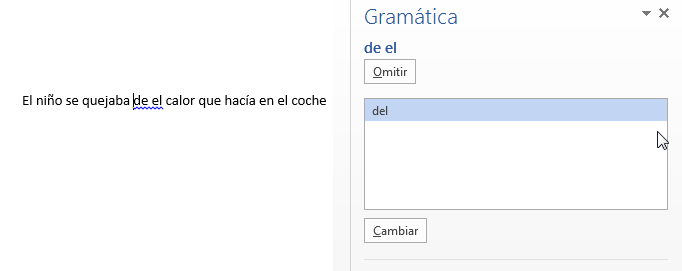 Gramática
de el
Omitir
El niño se quejaba de el calor que hacía en el coche
del
Cambiar